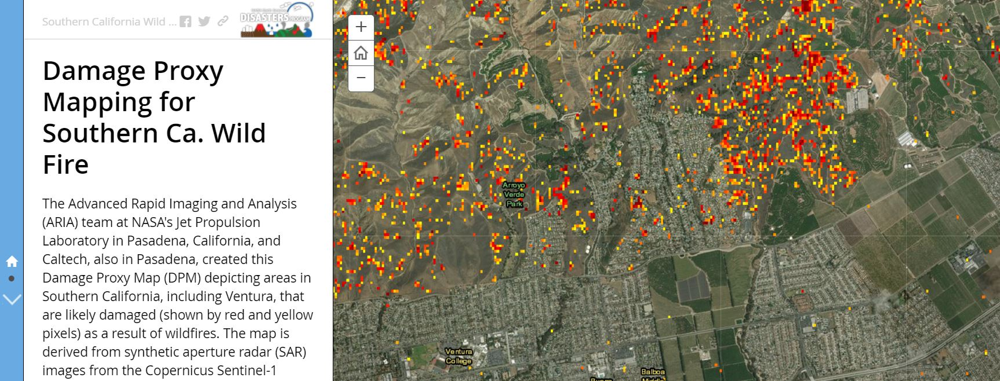 Southern California Wild ...
DISASTERS PROGRAM
Damage Proxy
Mapping for
Southern Ca. Wild
Fire
The Advanced Rapid Imaging and Analysis
(ARIA) team at NASA's Jet Propulsion
Laboratory in Pasadena, California, and
Caltech, also in Pasadena, created this
Damage Proxy Map (DPM) depicting areas in
Southern California, including Ventura, that
are likely damaged (shown by red and yellow
pixels) as a result of wildfires. The map is
derived from synthetic aperture radar (SAR)
images from the Copernicus Sentinel-1
+
−
Arroyo
Verde
Park
Ventura
College
Balboa
Middle